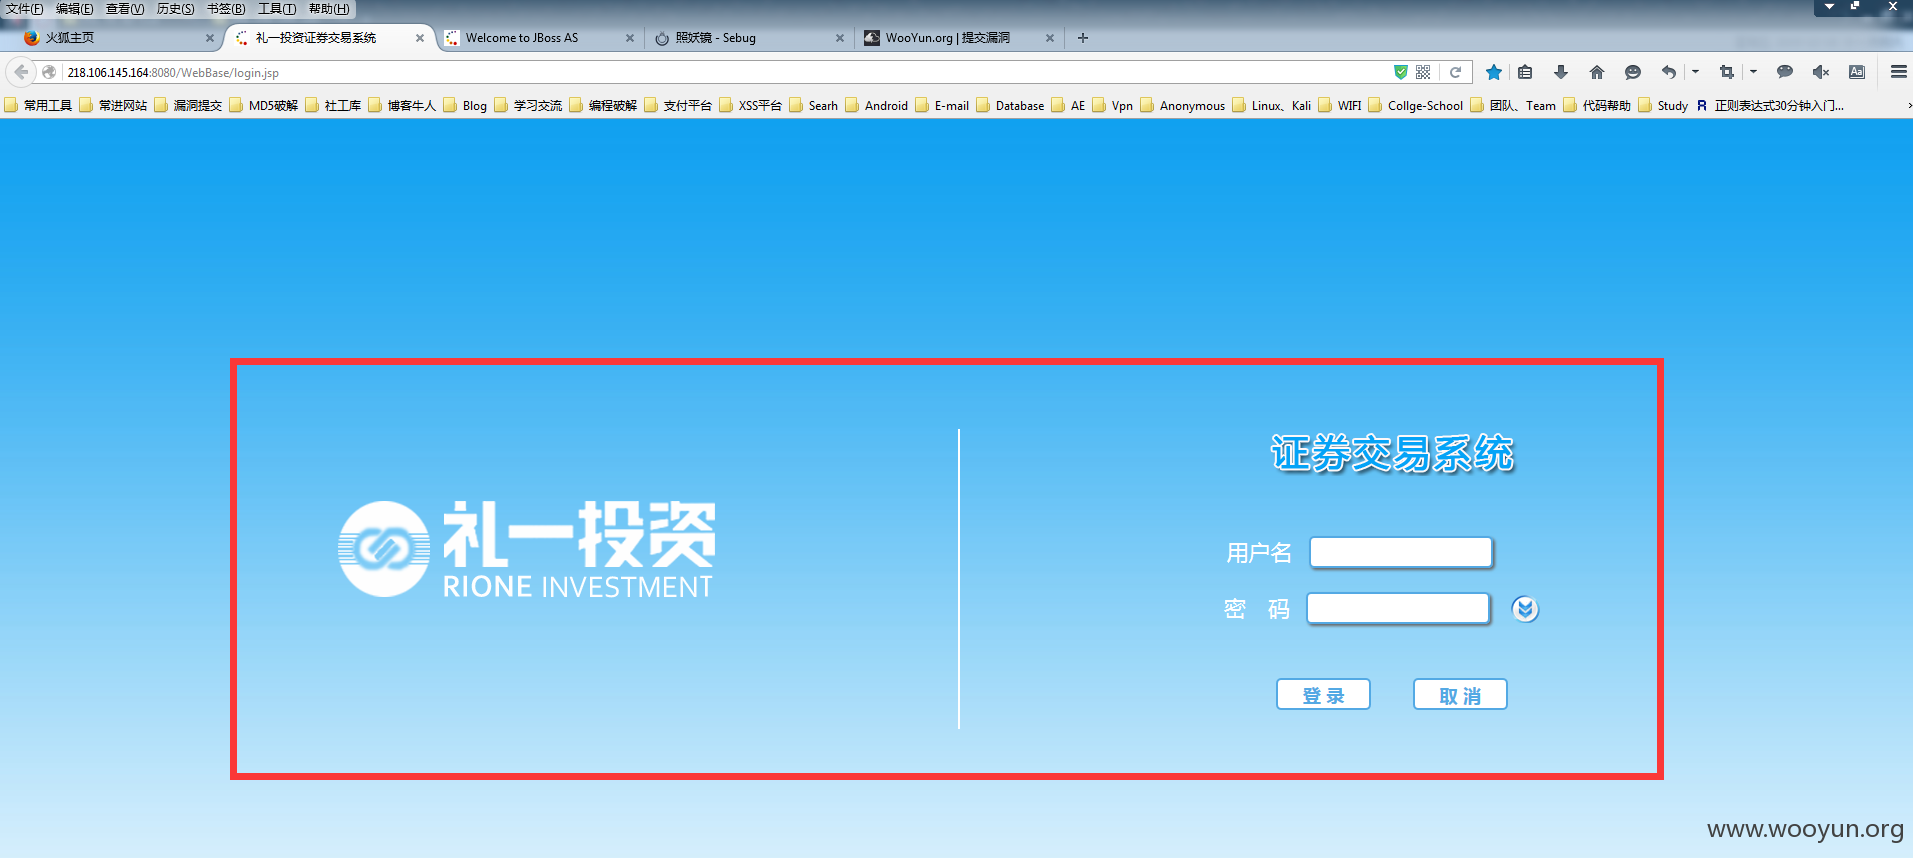 文件(F) 编辑(E) 查看(V) 历史(S) 书签(B) 工具(T) 帮助(H)
火狐主页 礼一投资证券交易系统 Welcome to JBoss AS 照妖镜 - Sebug WooYun.org | 提交漏洞
218.106.145.164:8080/WebBase/login.jsp
常用工具 常进网站 漏洞提交 MD5破解 社工库 博客牛人 Blog 学习交流 编程破解 支付平台 XSS平台 Searh Android E-mail Database AE Vpn Anonymous Linux、Kali WIFI Collge-School 团队、Team 代码帮助 Study R 正则表达式30分钟入门...
证券交易系统
礼一投资
RIONE INVESTMENT
用户名
密 码
登 录 取 消
www.wooyun.org